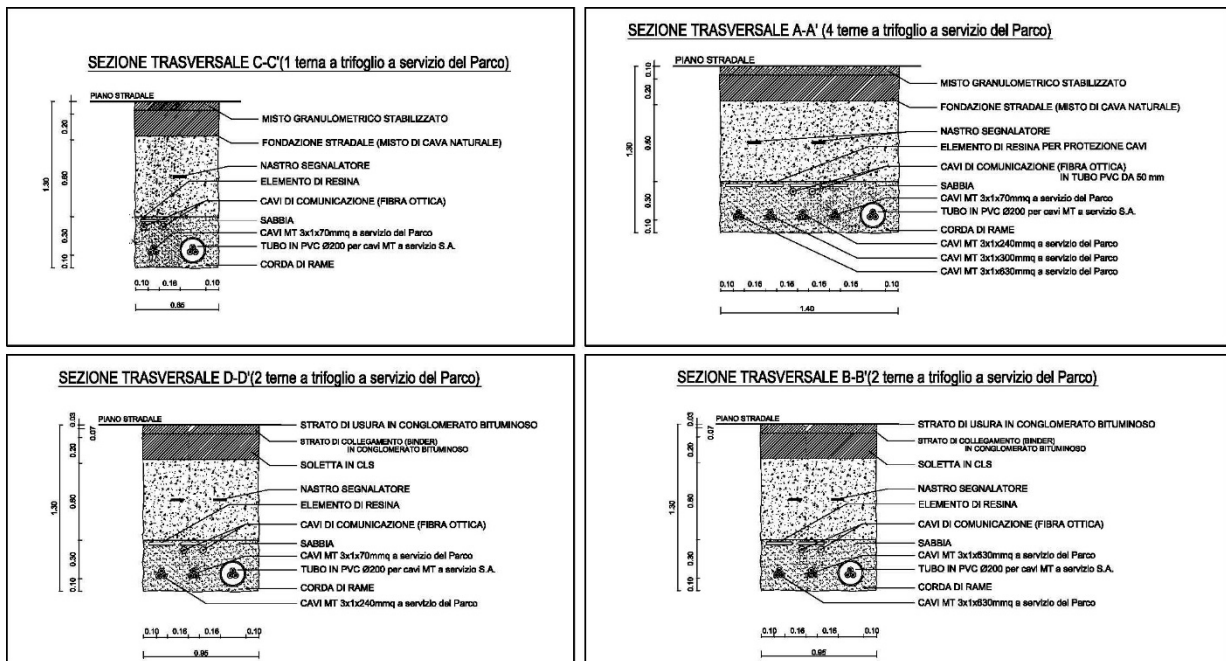 SEZIONE TRASVERSALE C-C'(1 terna a trifoglio a servizio del Parco)
PIANO STRADALE
MISTO GRANULOMETRICO STABILIZZATO
FONDAZIONE STRADALE (MISTO DI CAVA NATURALE)
NASTRO SEGNALATORE
ELEMENTO DI RESINA
CAVI DI COMUNICAZIONE (FIBRA OTTICA)
SABBIA
CAVI MT 3x1x70mmq a servizio del Parco
TUBO IN PVC Ø200 per cavi MT a servizio S.A.
CORDA DI RAME
1.30
0.20
0.60
0.30
0.10
0.10 0.16 0.10
0.65
SEZIONE TRASVERSALE A-A' (4 terne a trifoglio a servizio del Parco)
PIANO STRADALE
MISTO GRANULOMETRICO STABILIZZATO
FONDAZIONE STRADALE (MISTO DI CAVA NATURALE)
NASTRO SEGNALATORE
ELEMENTO DI RESINA PER PROTEZIONE CAVI
CAVI DI COMUNICAZIONE (FIBRA OTTICA)
IN TUBO PVC DA 50 mm
SABBIA
CAVI MT 3x1x70mmq a servizio del Parco
TUBO IN PVC Ø200 per cavi MT a servizio S.A.
CORDA DI RAME
CAVI MT 3x1x240mmq a servizio del Parco
CAVI MT 3x1x300mmq a servizio del Parco
CAVI MT 3x1x630mmq a servizio del Parco
1.30
0.10
0.20
0.60
0.30
0.10
0.10 0.16 0.16 0.16 0.16 0.10
1.40
SEZIONE TRASVERSALE D-D'(2 terne a trifoglio a servizio del Parco)
PIANO STRADALE
STRATO DI USURA IN CONGLOMERATO BITUMINOSO
STRATO DI COLLEGAMENTO (BINDER)
IN CONGLOMERATO BITUMINOSO
SOLETTA IN CLS
NASTRO SEGNALATORE
ELEMENTO DI RESINA
CAVI DI COMUNICAZIONE (FIBRA OTTICA)
SABBIA
CAVI MT 3x1x70mmq a servizio del Parco
TUBO IN PVC Ø200 per cavi MT a servizio S.A.
CORDA DI RAME
CAVI MT 3x1x240mmq a servizio del Parco
1.30
0.03
0.07
0.20
0.60
0.30
0.10
0.10 0.16 0.16 0.10
0.95
SEZIONE TRASVERSALE B-B'(2 terne a trifoglio a servizio del Parco)
PIANO STRADALE
STRATO DI USURA IN CONGLOMERATO BITUMINOSO
STRATO DI COLLEGAMENTO (BINDER)
IN CONGLOMERATO BITUMINOSO
SOLETTA IN CLS
NASTRO SEGNALATORE
ELEMENTO DI RESINA
CAVI DI COMUNICAZIONE (FIBRA OTTICA)
SABBIA
CAVI MT 3x1x630mmq a servizio del Parco
TUBO IN PVC Ø200 per cavi MT a servizio S.A.
CORDA DI RAME
CAVI MT 3x1x630mmq a servizio del Parco
1.30
0.03
0.07
0.20
0.60
0.30
0.10
0.10 0.16 0.16 0.10
0.95